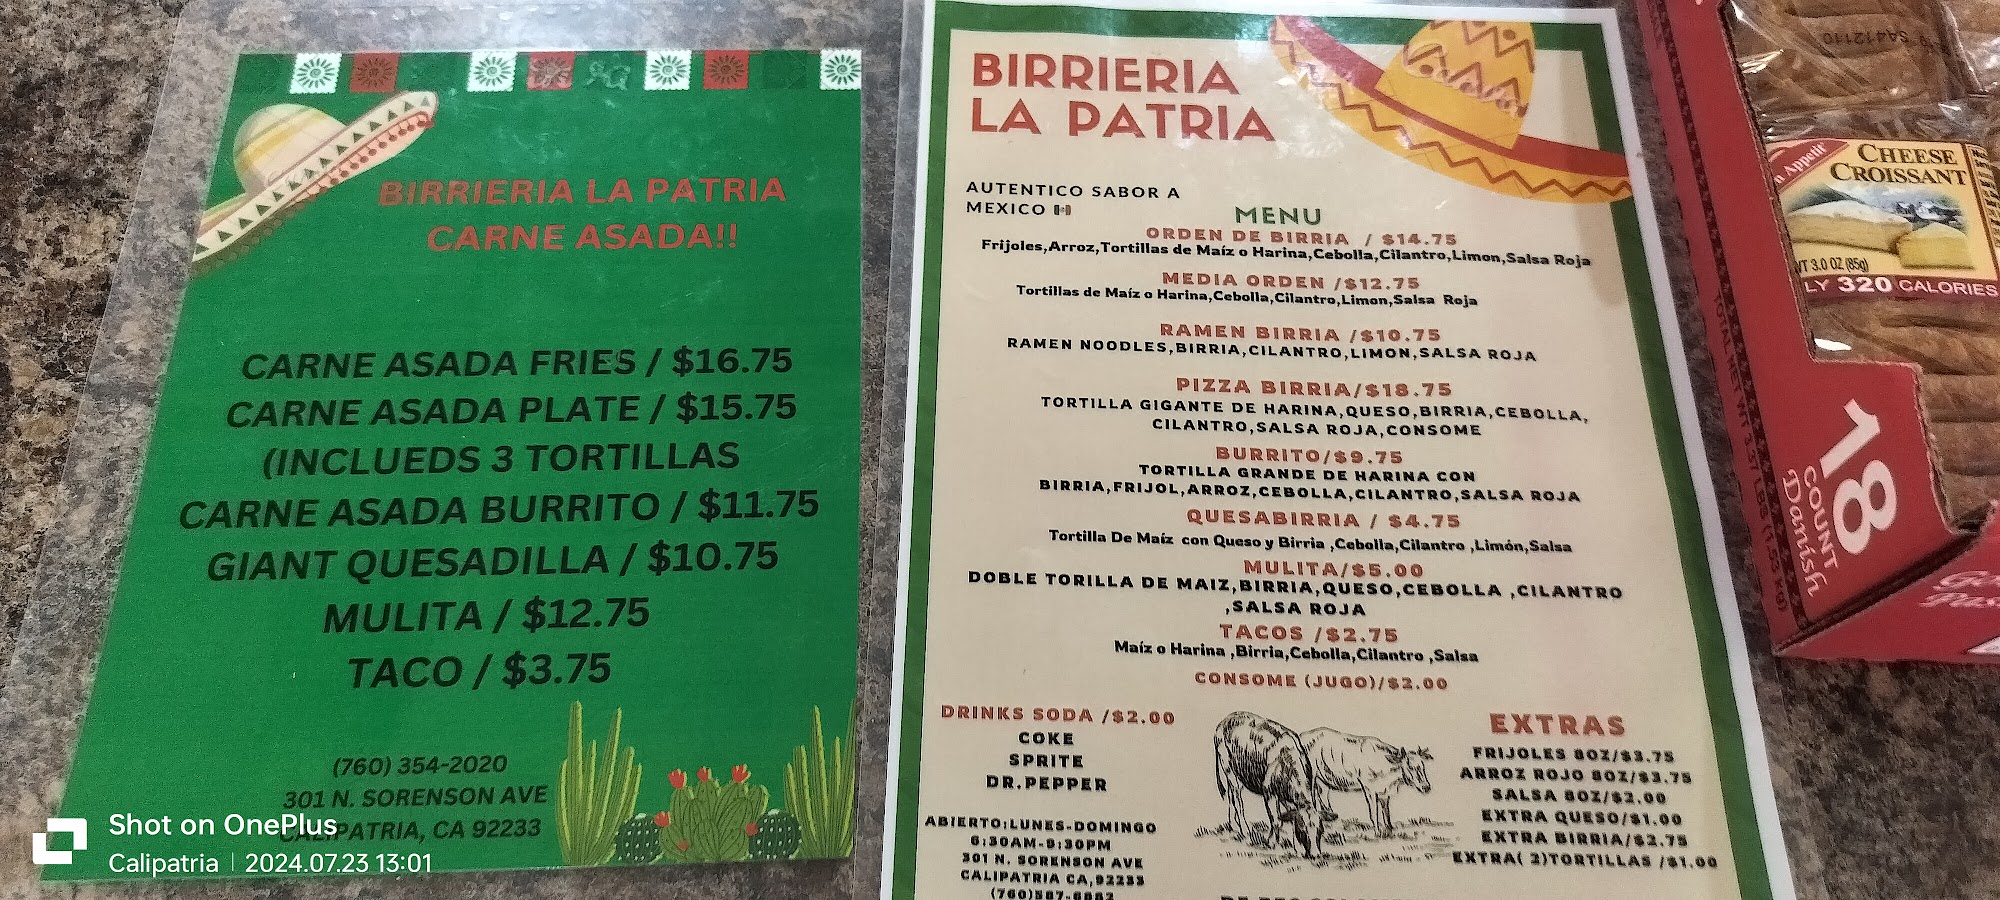 BIRRIERIA LA PATRIA
CARNE ASADA!!
CARNE ASADA FRIES / $16.75
CARNE ASADA PLATE / $15.75
(INCLUEDS 3 TORTILLAS
CARNE ASADA BURRITO / $11.75
GIANT QUESADILLA / $10.75
MULITA / $12.75
TACO / $3.75
(760) 354-2020
301 N. SORENSON AVE
CALIPATRIA, CA 92233
Shot on OnePlus
Calipatria | 2024.07.23 13:01
BIRRIERIA
LA PATRIA
AUTENTICO SABOR A
MEXICO 🇲🇽
MENU
ORDEN DE BIRRIA / $14.75
Frijoles,Arroz,Tortillas de Maíz o Harina,Cebolla,Cilantro,Limon,Salsa Roja
MEDIA ORDEN /$12.75
Tortillas de Maíz o Harina,Cebolla,Cilantro,Limon,Salsa Roja
RAMEN BIRRIA /$10.75
RAMEN NOODLES,BIRRIA,CILANTRO,LIMON,SALSA ROJA
PIZZA BIRRIA/$18.75
TORTILLA GIGANTE DE HARINA,QUESO,BIRRIA,CEBOLLA,
CILANTRO,SALSA ROJA,CONSOME
BURRITO/$9.75
TORTILLA GRANDE DE HARINA CON
BIRRIA,FRIJOL,ARROZ,CEBOLLA,CILANTRO,SALSA ROJA
QUESABIRRIA / $4.75
Tortilla De Maíz con Queso y Birria ,Cebolla,Cilantro ,Limón,Salsa
MULITA/$5.00
DOBLE TORILLA DE MAIZ,BIRRIA,QUESO,CEBOLLA ,CILANTRO
,SALSA ROJA
TACOS /$2.75
Maíz o Harina ,Birria,Cebolla,Cilantro ,Salsa
CONSOME (JUGO)/$2.00
DRINKS SODA /$2.00
COKE
SPRITE
DR.PEPPER
ABIERTO:LUNES-DOMINGO
6:30AM-8:30PM
301 N. SORENSON AVE
CALIPATRIA CA,92233
EXTRAS
FRIJOLES 8OZ/$3.75
ARROZ ROJO 8OZ/$3.75
SALSA 8OZ/$2.00
EXTRA QUESO/$1.00
EXTRA BIRRIA/$2.75
EXTRA( 2)TORTILLAS /$1.00
Appetit
CHEESE
CROISSANT
WT 3.0 OZ (85g)
LY 320 CALORIES
18
COUNT
Danish